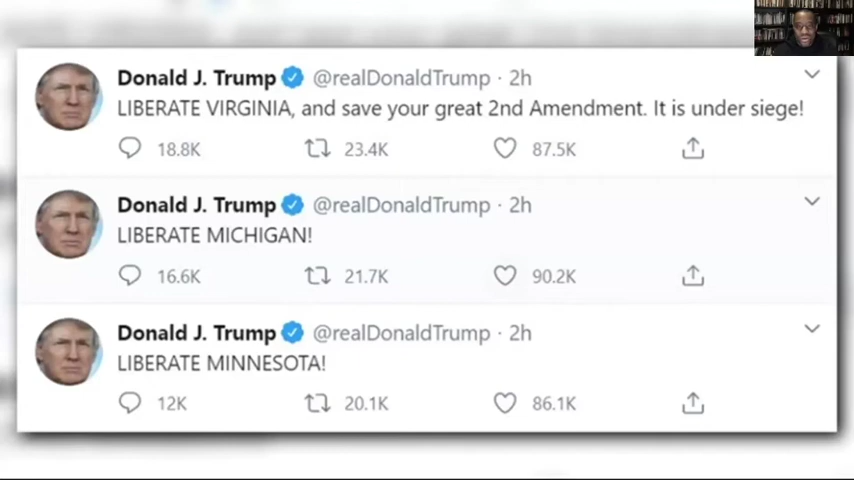 Donald J. Trump @realDonaldTrump · 2h
LIBERATE VIRGINIA, and save your great 2nd Amendment. It is under siege!
18.8K 23.4K 87.5K
Donald J. Trump @realDonaldTrump · 2h
LIBERATE MICHIGAN!
16.6K 21.7K 90.2K
Donald J. Trump @realDonaldTrump · 2h
LIBERATE MINNESOTA!
12K 20.1K 86.1K